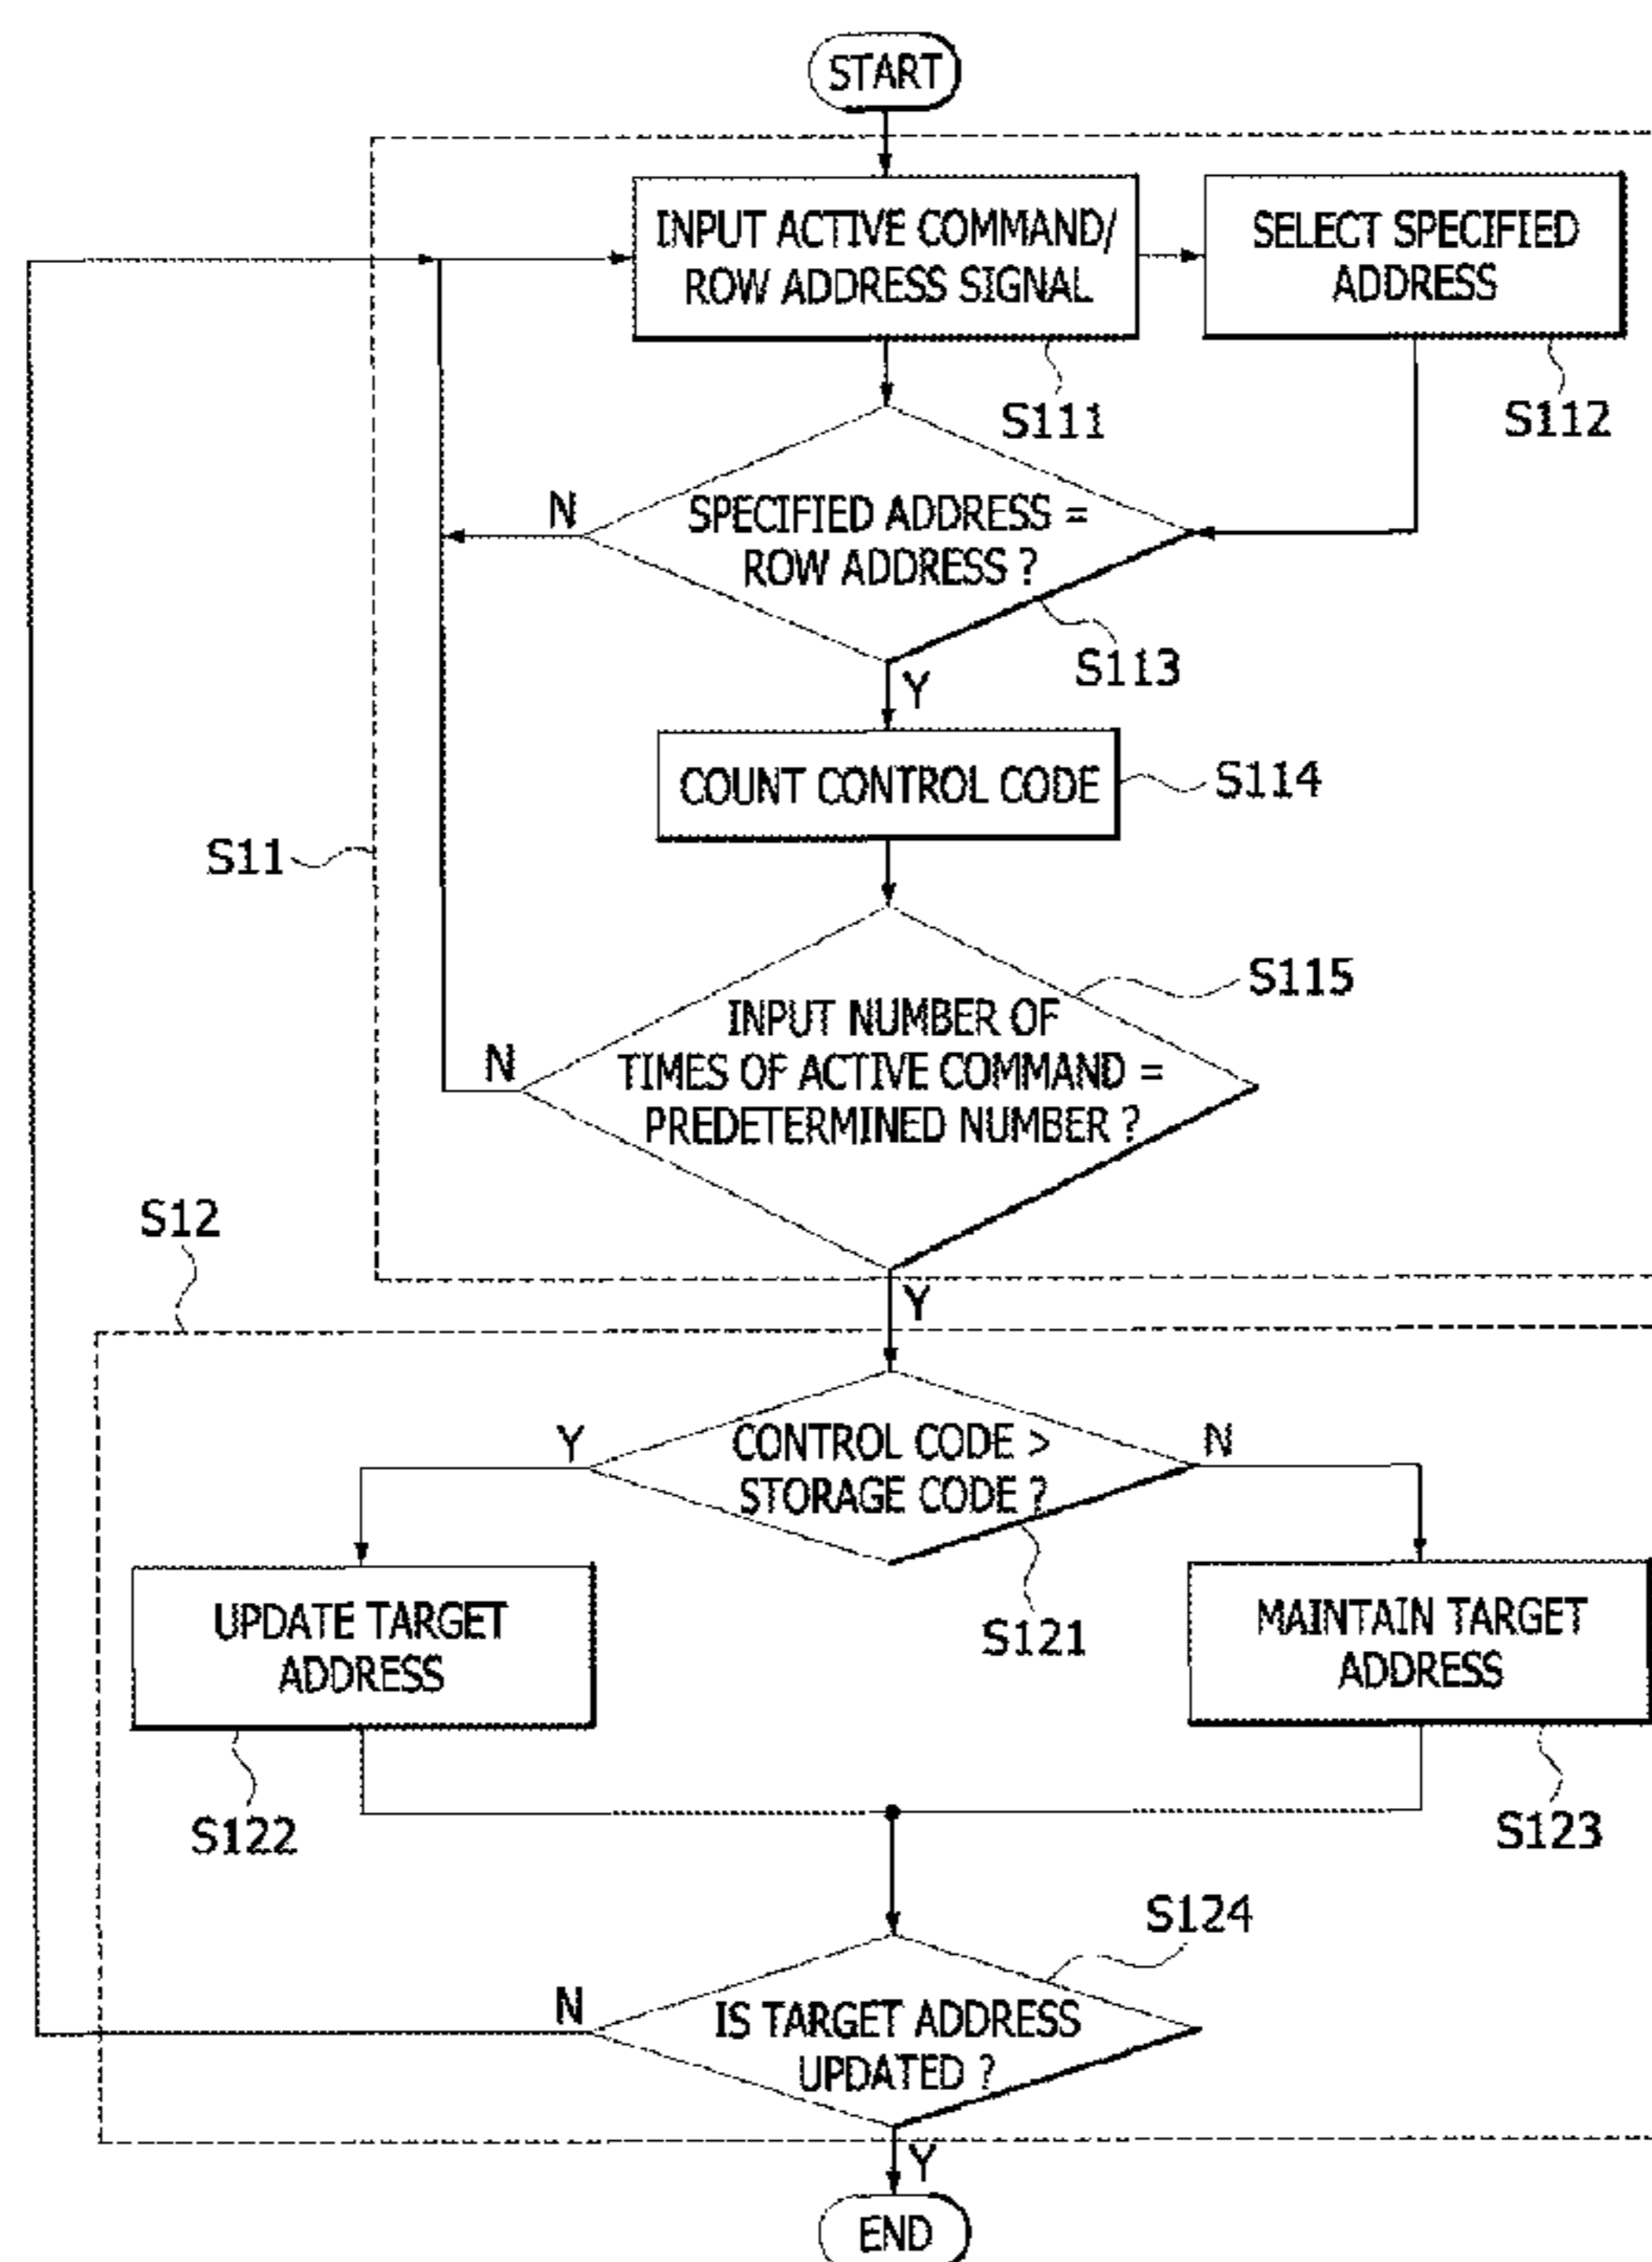 START
INPUT ACTIVE COMMAND/
ROW ADDRESS SIGNAL
SELECT SPECIFIED
ADDRESS
S111
S112
N
SPECIFIED ADDRESS =
ROW ADDRESS ?
S113
Y
COUNT CONTROL CODE
S114
S11
S115
INPUT NUMBER OF
TIMES OF ACTIVE COMMAND =
PREDETERMINED NUMBER ?
N
S12
Y
Y
CONTROL CODE >
STORAGE CODE ?
N
S121
UPDATE TARGET
ADDRESS
MAINTAIN TARGET
ADDRESS
S122
S123
S124
N
IS TARGET ADDRESS
UPDATED ?
Y
END